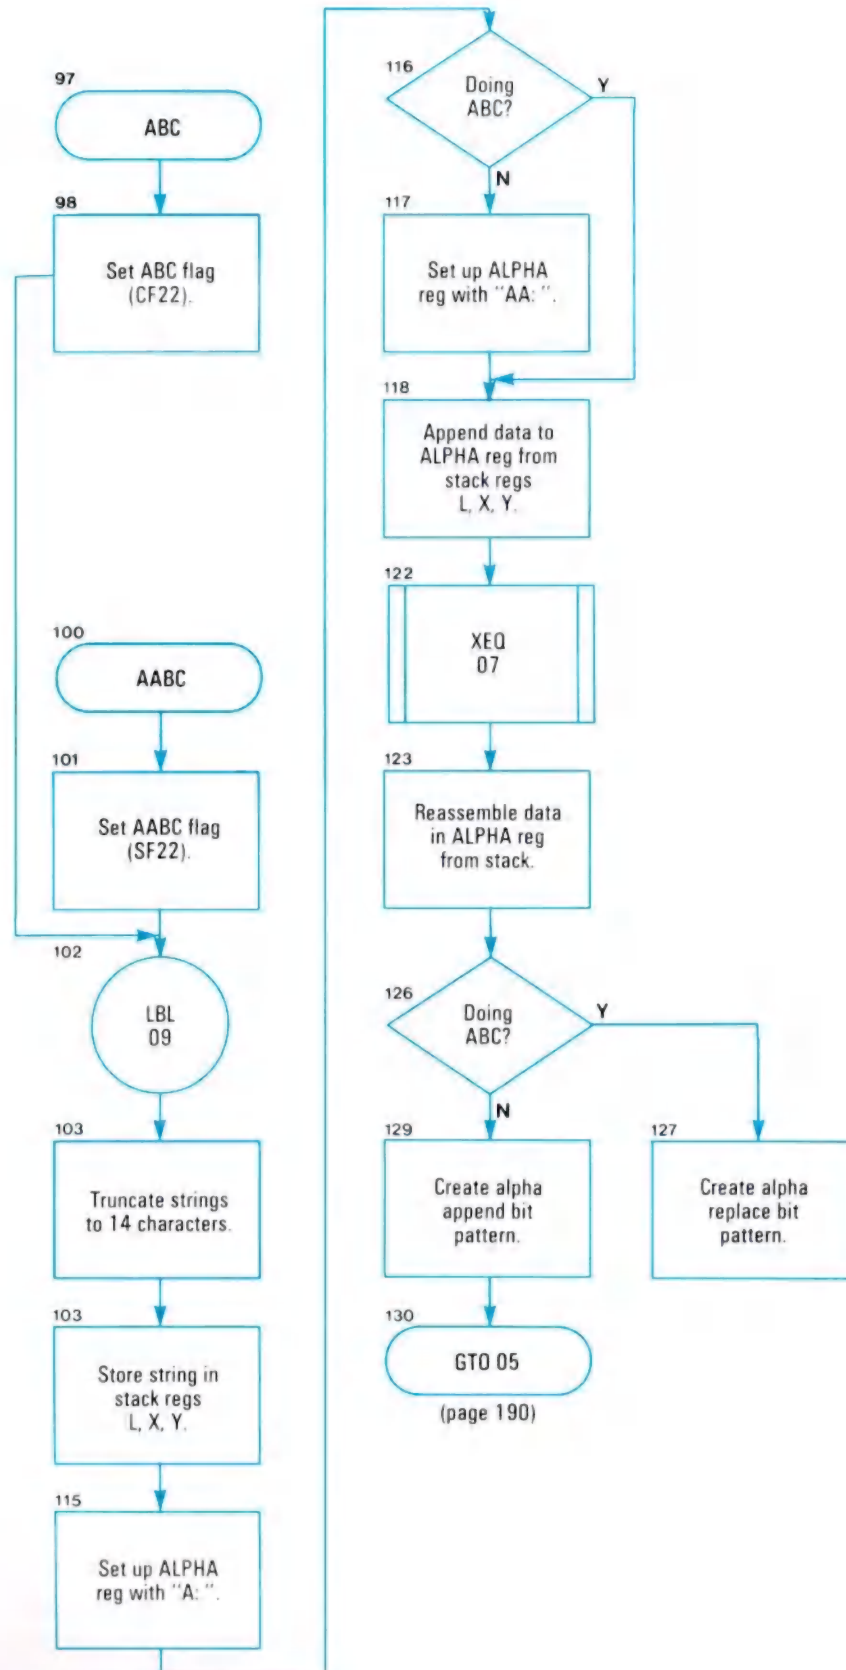 97
ABC
98
Set ABC flag
(CF22).
100
AABC
101
Set AABC flag
(SF22).
102
LBL
09
103
Truncate strings
to 14 characters.
103
Store string in
stack regs
L, X, Y.
115
Set up ALPHA
reg with "A: ".
116
Doing
ABC?
Y
N
117
Set up ALPHA
reg with "AA: ".
118
Append data to
ALPHA reg from
stack regs
L, X, Y.
122
XEQ
07
123
Reassemble data
in ALPHA reg
from stack.
126
Doing
ABC?
Y
N
129
Create alpha
append bit
pattern.
127
Create alpha
replace bit
pattern.
130
GTO 05
(page 190)